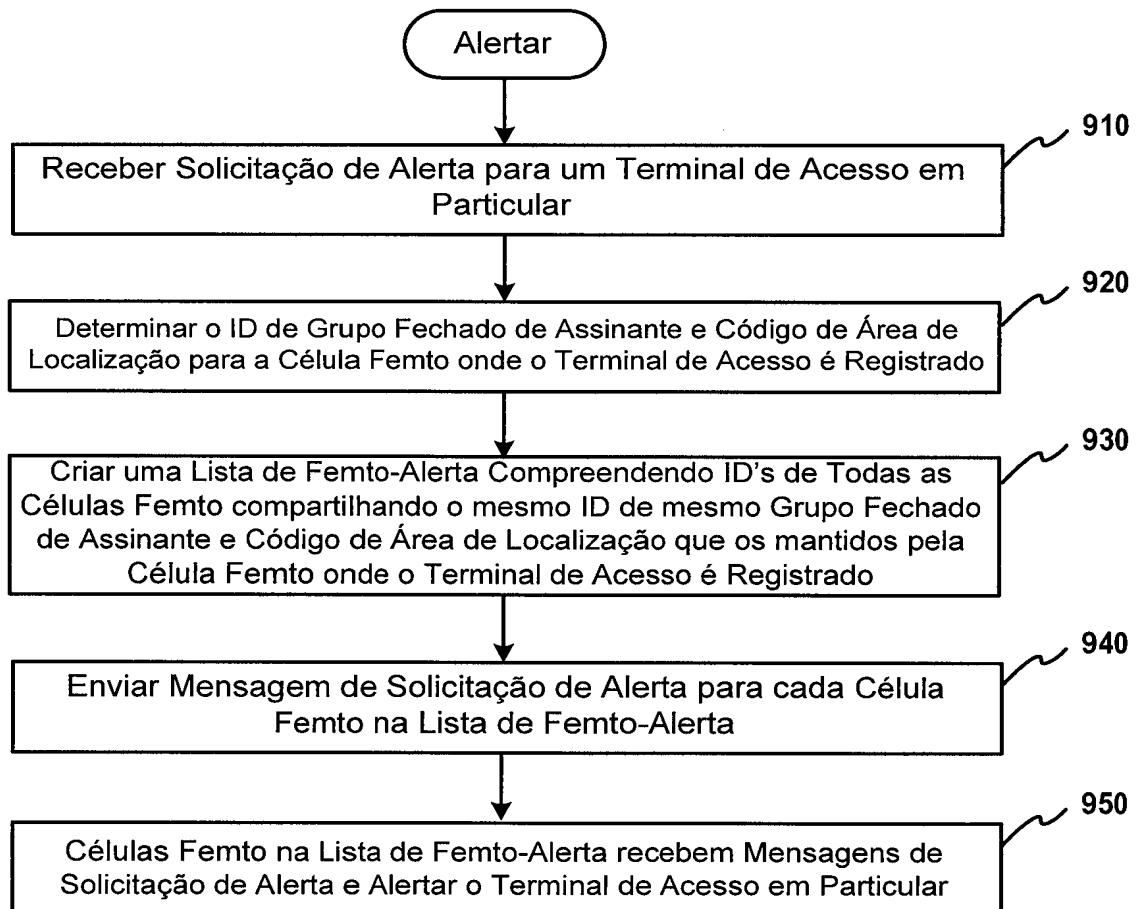 Alertar
910
Receber Solicitação de Alerta para um Terminal de Acesso em
Particular
920
Determinar o ID de Grupo Fechado de Assinante e Código de Área de
Localização para a Célula Femto onde o Terminal de Acesso é Registrado
930
Criar uma Lista de Femto-Alerta Compreendendo ID's de Todas as
Células Femto compartilhando o mesmo ID de mesmo Grupo Fechado
de Assinante e Código de Área de Localização que os mantidos pela
Célula Femto onde o Terminal de Acesso é Registrado
940
Enviar Mensagem de Solicitação de Alerta para cada Célula
Femto na Lista de Femto-Alerta
950
Células Femto na Lista de Femto-Alerta recebem Mensagens de
Solicitação de Alerta e Alertar o Terminal de Acesso em Particular